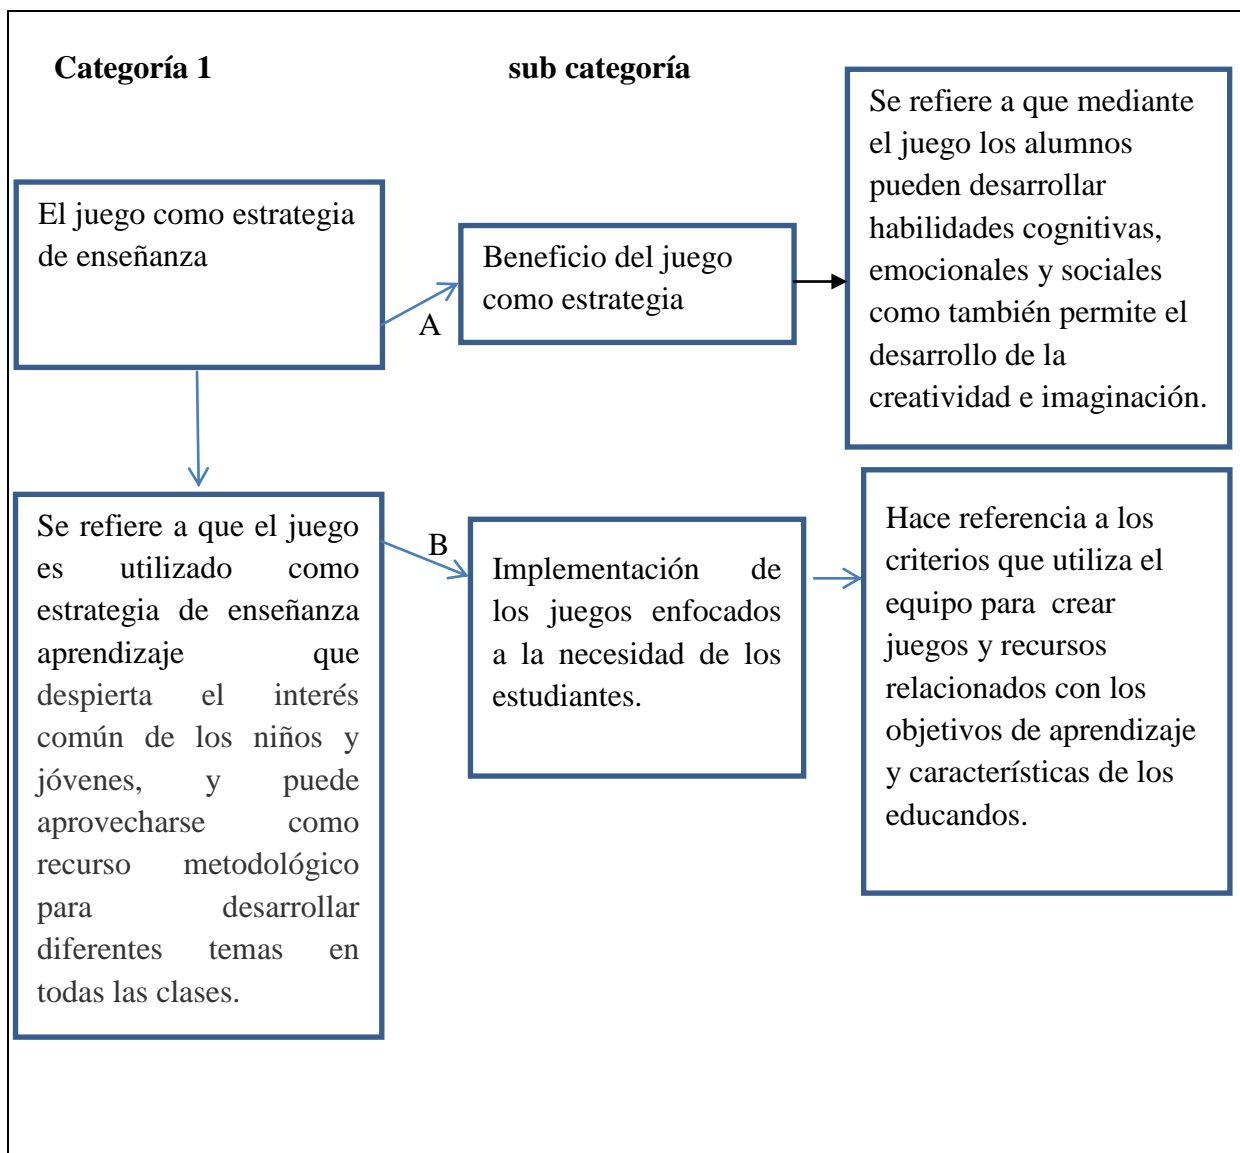 Categoría 1
sub categoría
El juego como estrategia
de enseñanza
A
Beneficio del juego
como estrategia
Se refiere a que mediante
el juego los alumnos
pueden desarrollar
habilidades cognitivas,
emocionales y sociales
como también permite el
desarrollo de la
creatividad e imaginación.
Se refiere a que el juego
es utilizado como
estrategia de enseñanza
aprendizaje que
despierta el interés
común de los niños y
jóvenes, y puede
aprovecharse como
recurso metodológico
para desarrollar
diferentes temas en
todas las clases.
B
Implementación de
los juegos enfocados
a la necesidad de los
estudiantes.
Hace referencia a los
criterios que utiliza el
equipo para crear
juegos y recursos
relacionados con los
objetivos de aprendizaje
y características de los
educandos.